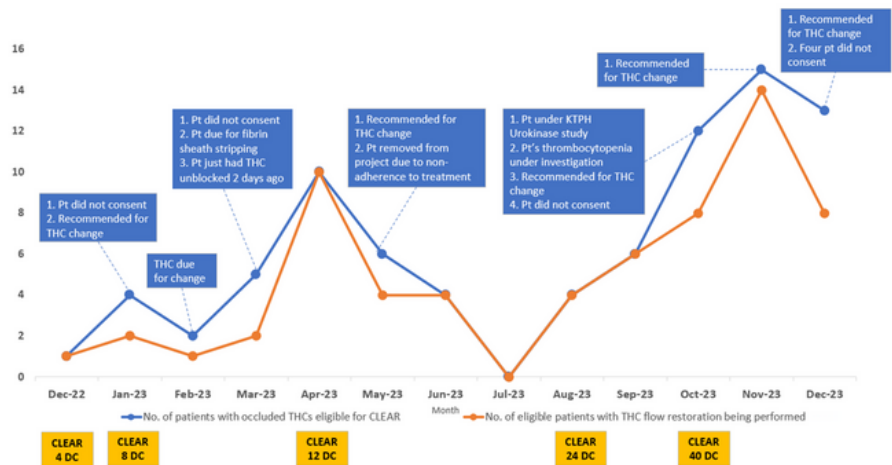 16
14
12
10
8
6
4
2
0
1. Pt did not consent
2. Recommended for
THC change
THC due
for change
1. Pt did not consent
2. Pt due for fibrin
sheath stripping
3. Pt just had THC
unblocked 2 days ago
1. Recommended for
THC change
2. Pt removed from
project due to non-
adherence to treatment
1. Pt under KTPH
Urokinase study
2. Pt's thrombocytopenia
under investigation
3. Recommended for THC
change
4. Pt did not consent
1. Recommended
for THC change
1. Recommended
for THC change
2. Four pt did not
consent
Dec-22 Jan-23 Feb-23 Mar-23 Apr-23 May-23 Jun-23 Jul-23 Aug-23 Sep-23 Oct-23 Nov-23 Dec-23
Month
No. of patients with occluded THCs eligible for CLEAR
No. of eligible patients with THC flow restoration being performed
CLEAR
4 DC
CLEAR
8 DC
CLEAR
12 DC
CLEAR
24 DC
CLEAR
40 DC